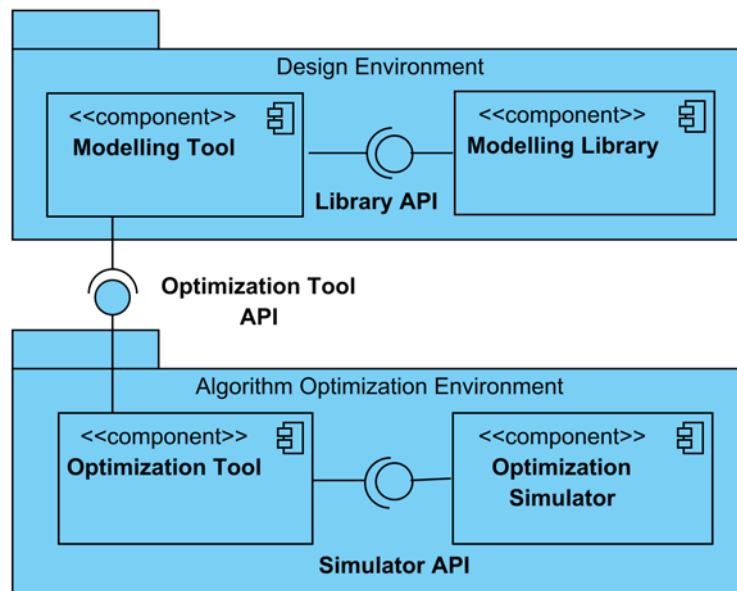 Design Environment
<<component>>
Modelling Tool
<<component>>
Modelling Library
Library API
Optimization Tool
API
Algorithm Optimization Environment
<<component>>
Optimization Tool
<<component>>
Optimization
Simulator
Simulator API